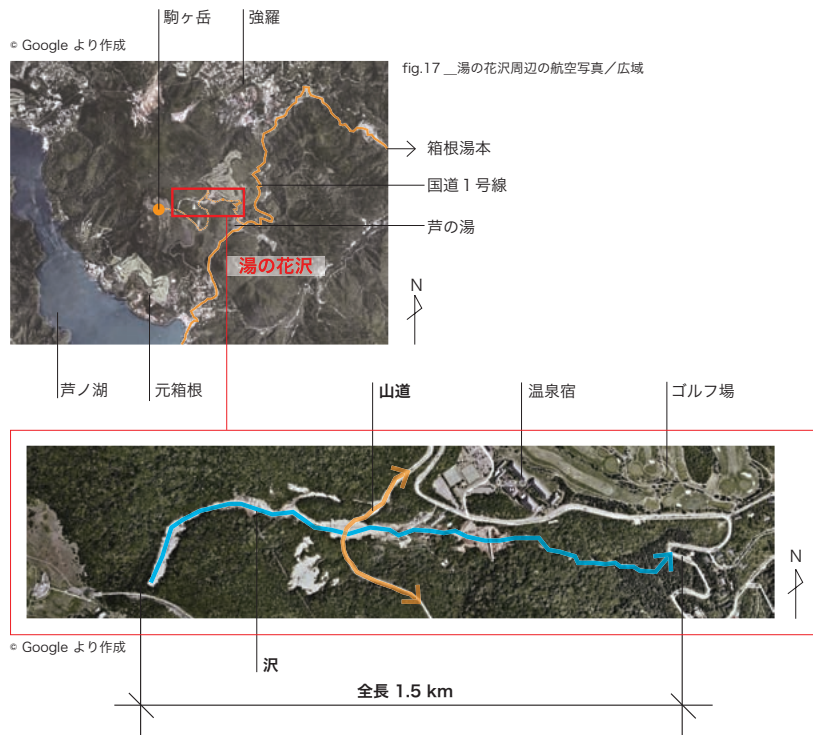 駒ヶ岳
強羅
© Google より作成
fig.17 __湯の花沢周辺の航空写真／広域
箱根湯本
国道１号線
芦の湯
湯の花沢
N
芦ノ湖
元箱根
山道
温泉宿
ゴルフ場
N
© Google より作成
沢
全長 1.5 km